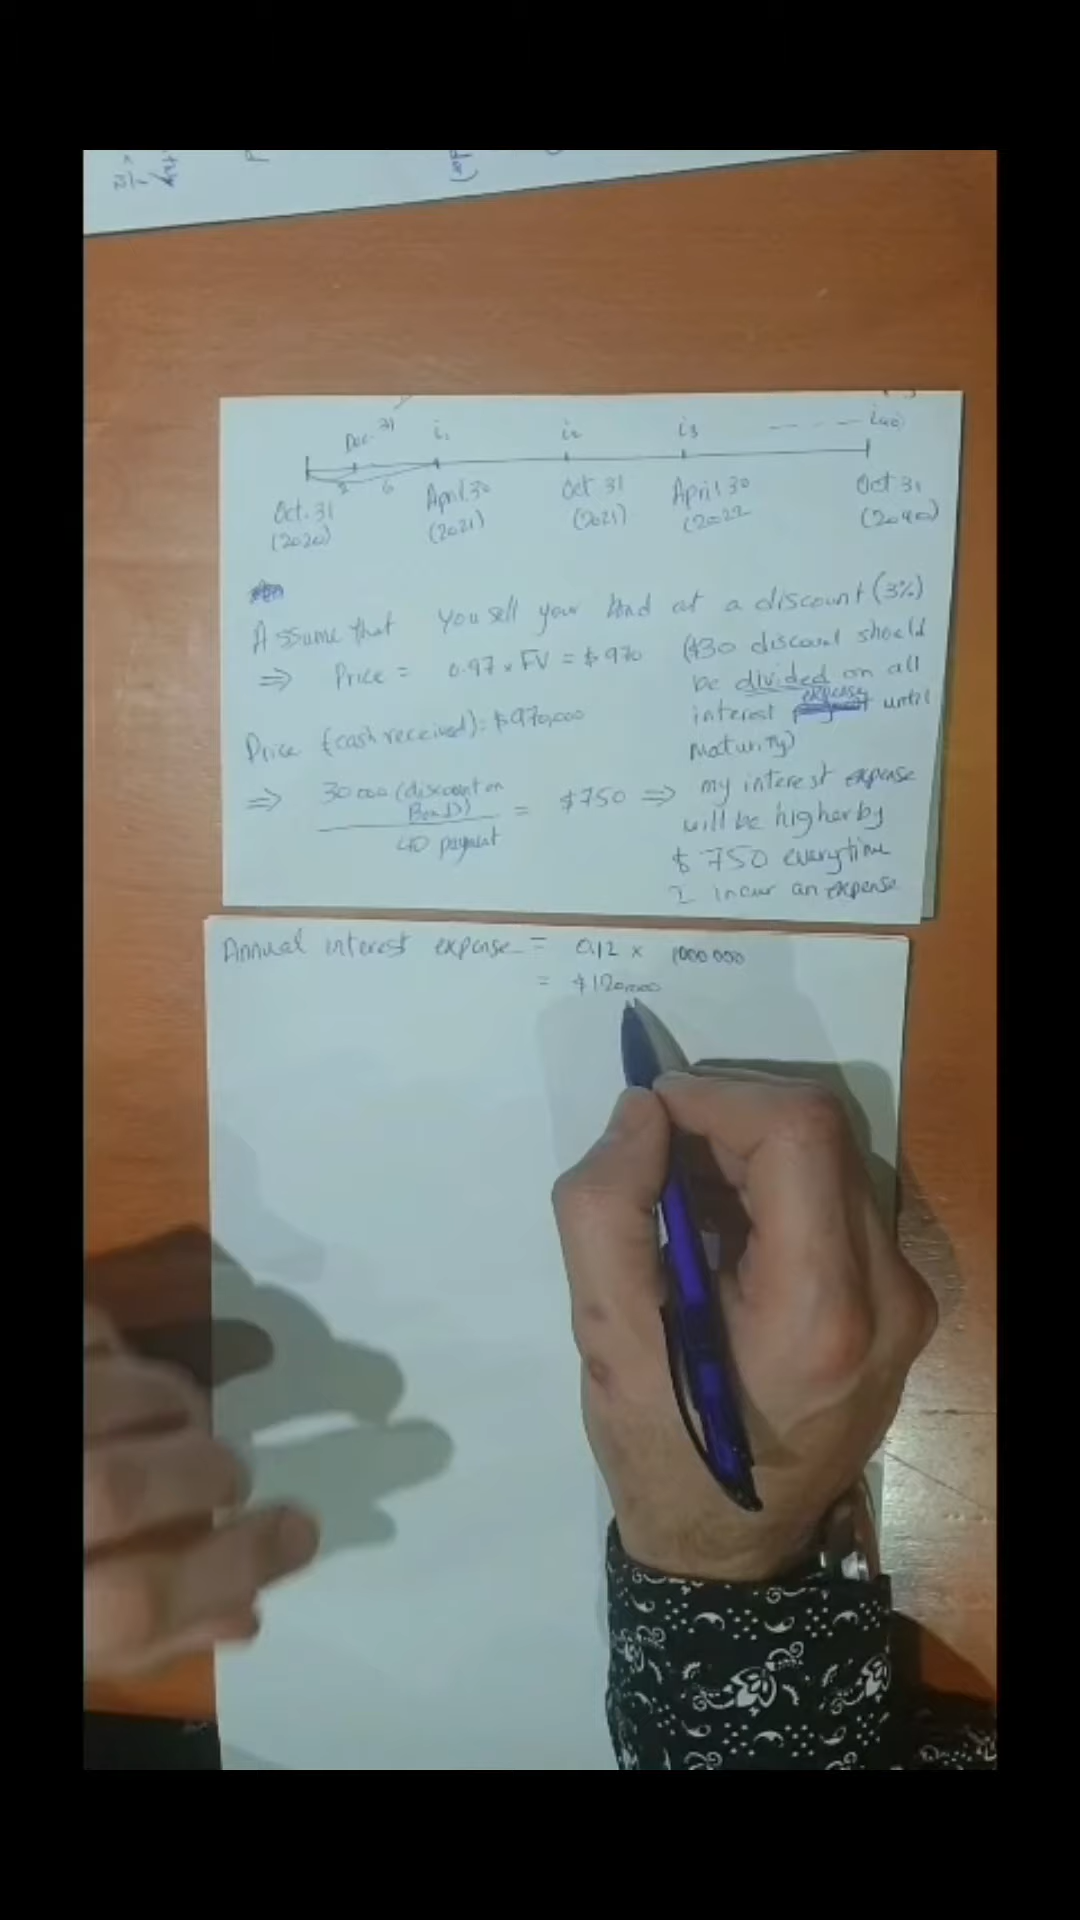 Dec. 31 i1 i2 i3 - - - - i40
2 6
Oct. 31 April 30 Oct 31 April 30 Oct 31
(2020) (2021) (2021) (2022 (2040)
Assume that you sell your bond at a discount (3%)
⇒ Price = 0.97 x FV = $970 ($30 discount should
be divided on all
interest expense until
maturity)
Price (cash received): $970,000
⇒ 30 000 (discount on Bond)) / 40 payment = $750 ⇒ my interest expense
will be higher by
$ 750 everytime
I incur an expense
Annual interest expense = 0.12 x 1000 000
= $120,000